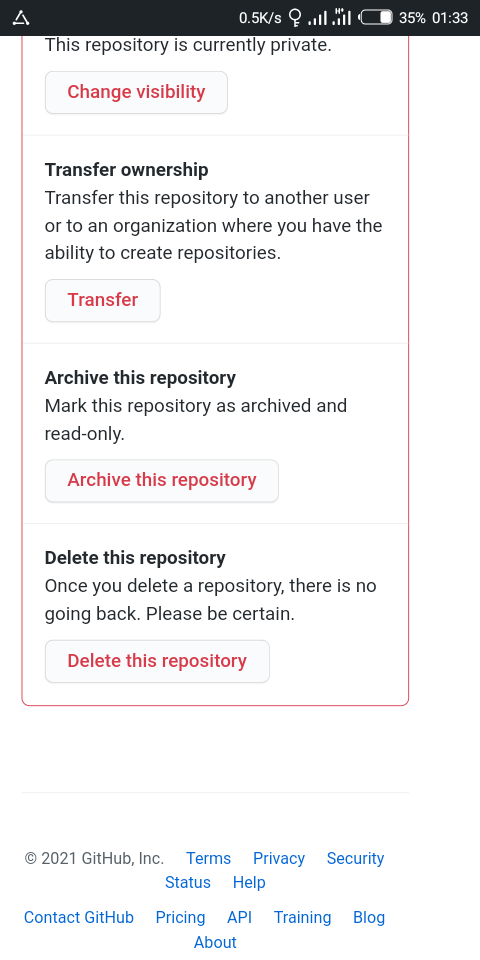 0.5K/s 35% 01:33
This repository is currently private.
Change visibility
Transfer ownership
Transfer this repository to another user
or to an organization where you have the
ability to create repositories.
Transfer
Archive this repository
Mark this repository as archived and
read-only.
Archive this repository
Delete this repository
Once you delete a repository, there is no
going back. Please be certain.
Delete this repository
© 2021 GitHub, Inc. Terms Privacy Security
Status Help
Contact GitHub Pricing API Training Blog
About